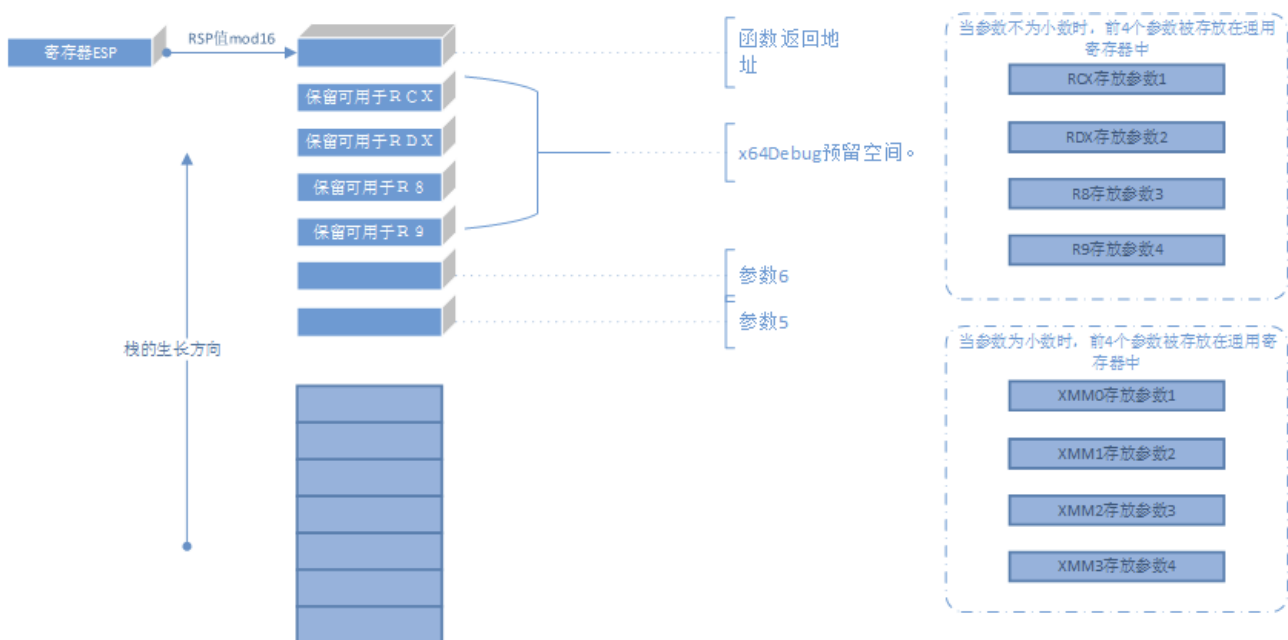 寄存器ESP
RSP值mod16
保留可用于ＲＣＸ
保留可用于ＲＤＸ
保留可用于Ｒ８
保留可用于Ｒ９
栈的生长方向
函数返回地
址
x64Debug预留空间。
参数6
参数5
当参数不为小数时，前4个参数被存放在通用
寄存器中
RCX存放参数1
RDX存放参数2
R8存放参数3
R9存放参数4
当参数为小数时，前4个参数被存放在通用寄
存器中
XMM0存放参数1
XMM1存放参数2
XMM2存放参数3
XMM3存放参数4